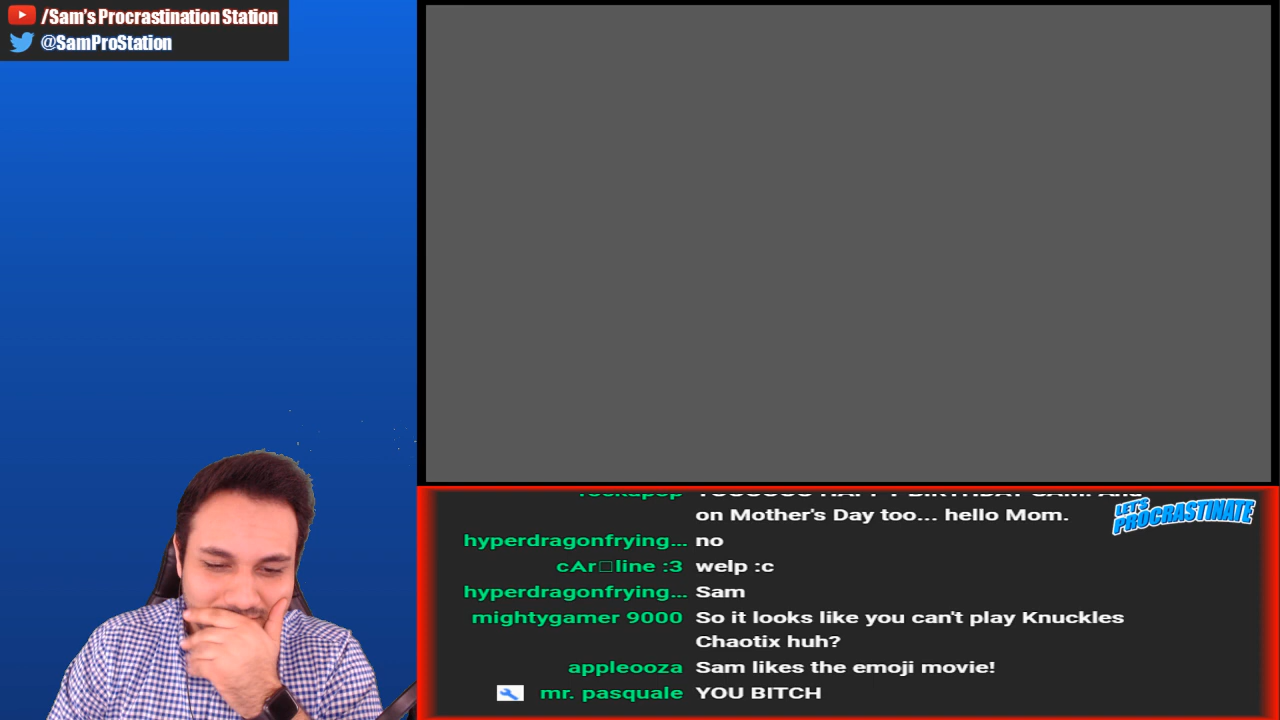 /Sam's Procrastination Station
@SamProStation
on Mother's Day too... hello Mom.
LET'S
PROCRASTINATE
hyperdragonfrying... no
cAr□line :3 welp :c
hyperdragonfrying... Sam
mightygamer 9000 So it looks like you can't play Knuckles
Chaotix huh?
appleooza Sam likes the emoji movie!
mr. pasquale YOU BITCH